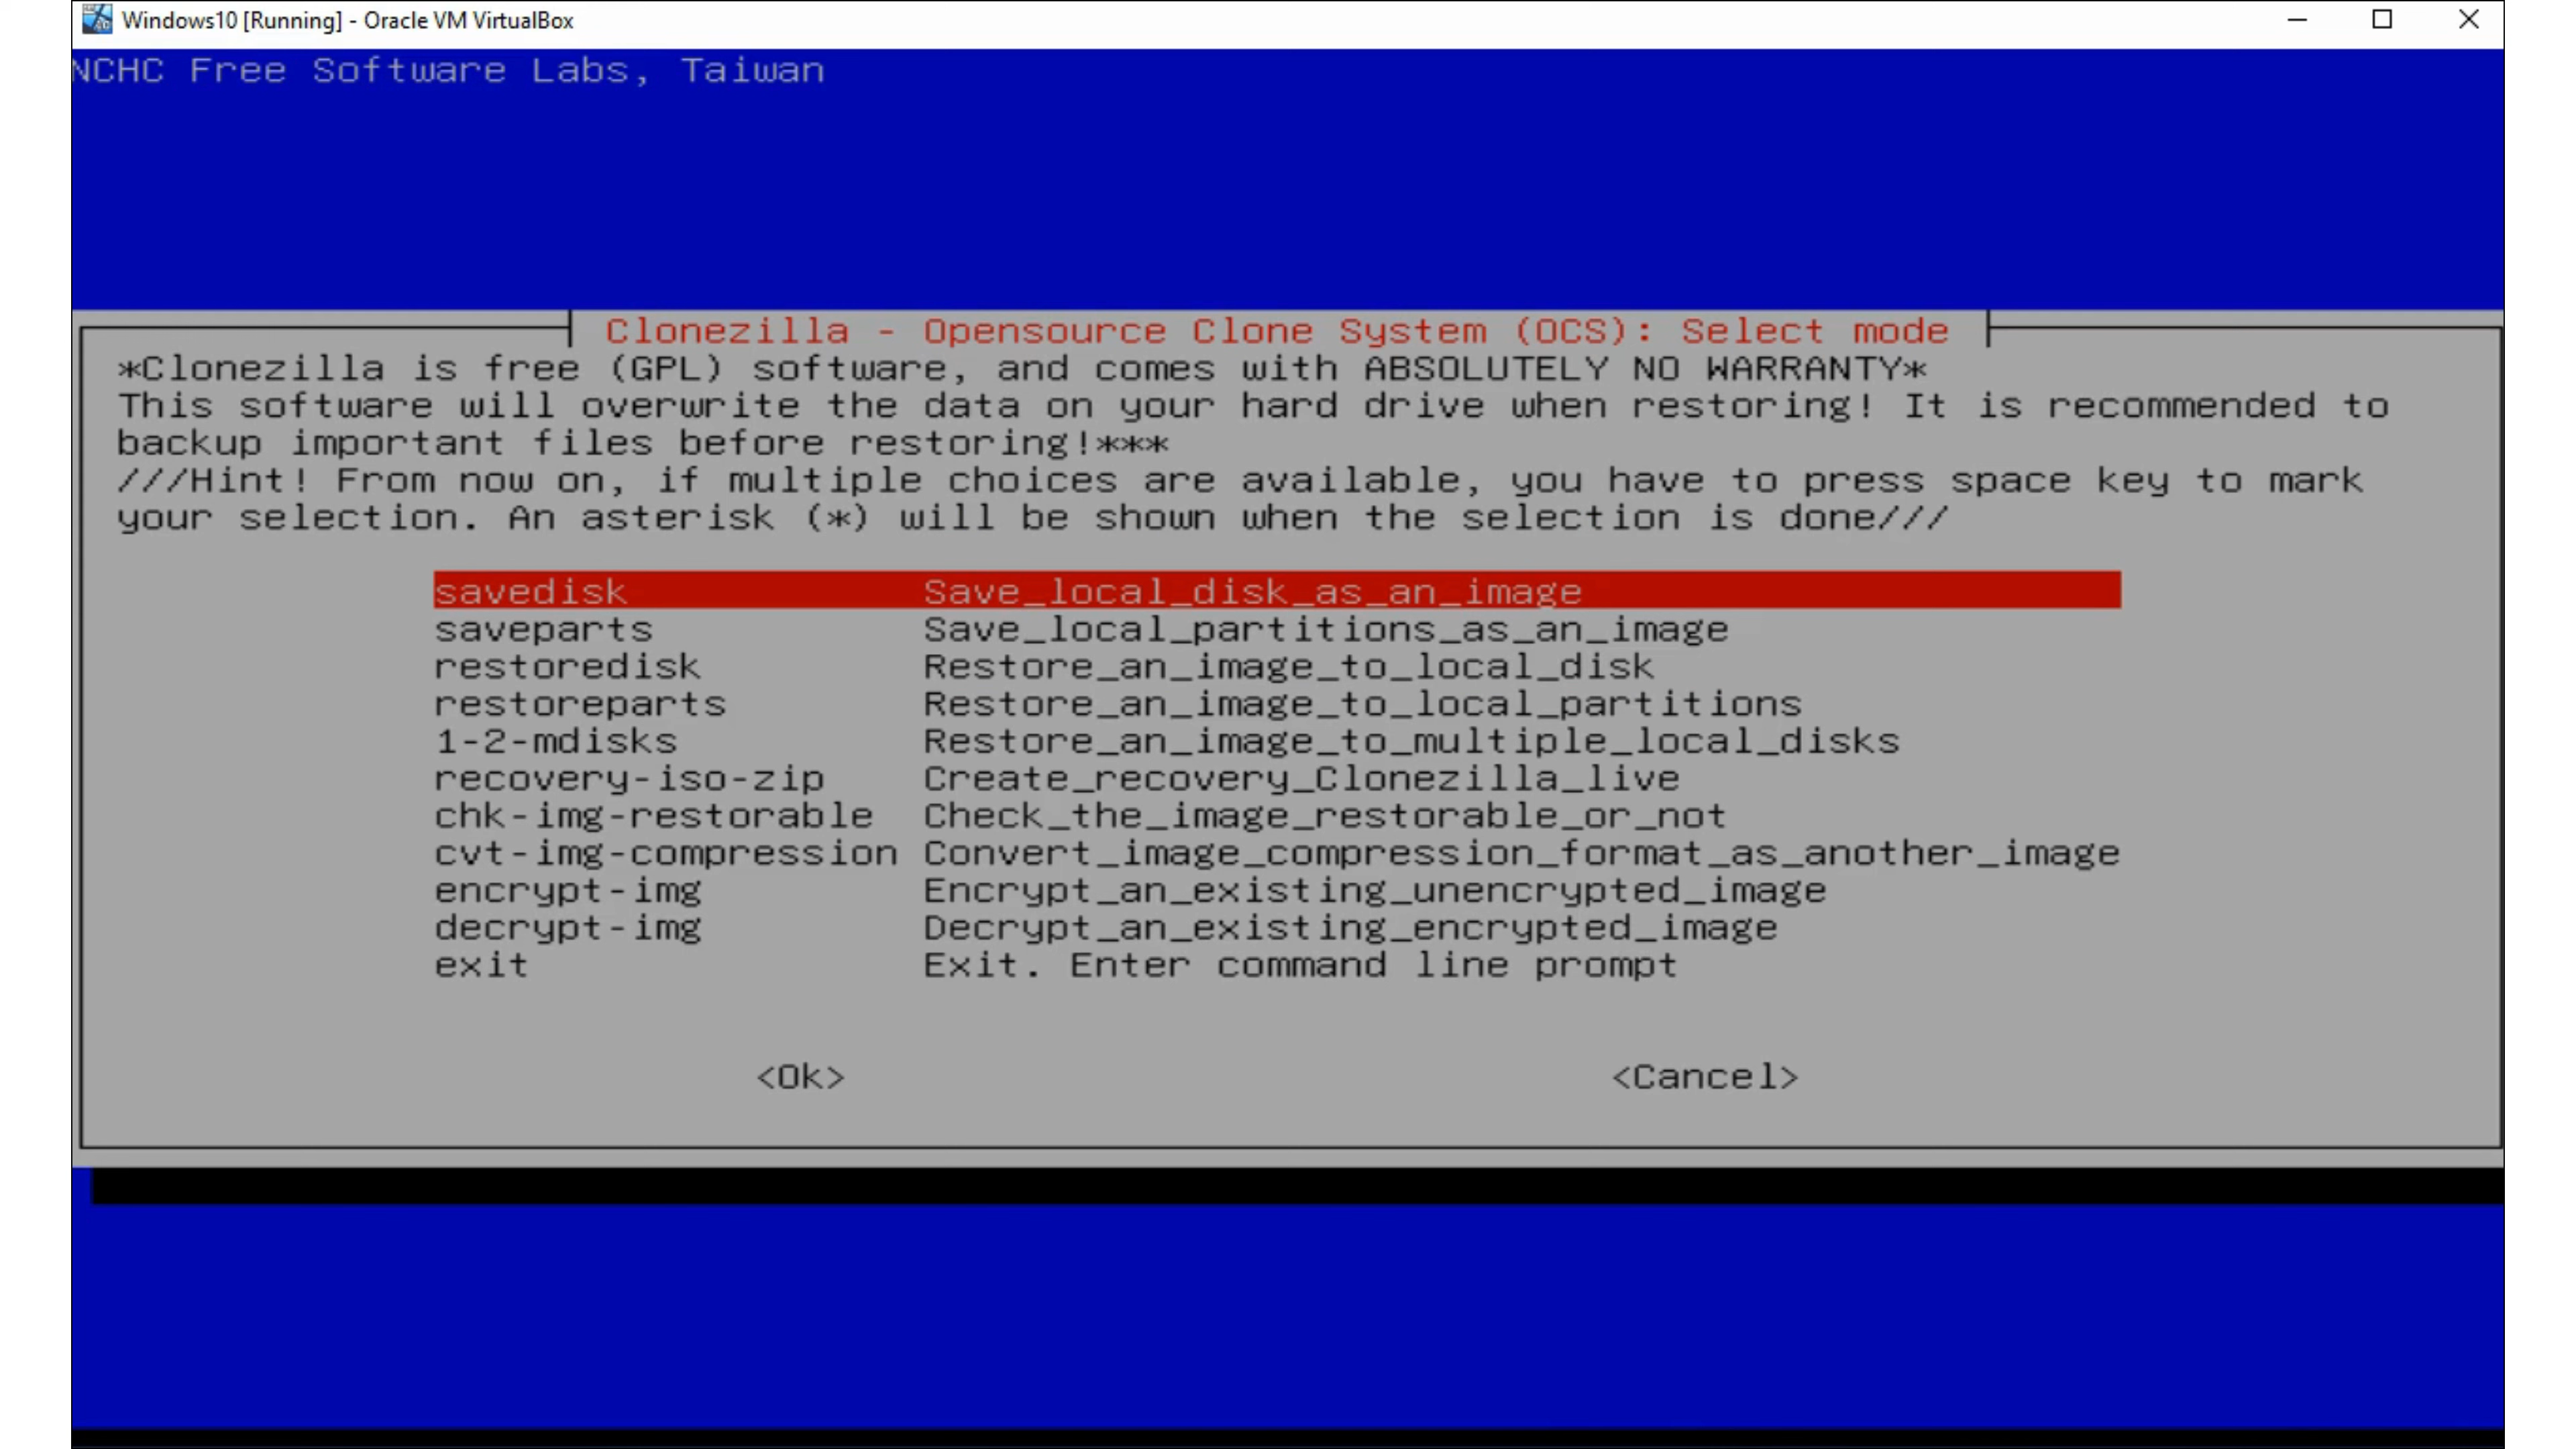 Windows10 [Running] - Oracle VM VirtualBox
NCHC Free Software Labs, Taiwan
Clonezilla - Opensource Clone System (OCS): Select mode
*Clonezilla is free (GPL) software, and comes with ABSOLUTELY NO WARRANTY*
This software will overwrite the data on your hard drive when restoring! It is recommended to
backup important files before restoring!***
///Hint! From now on, if multiple choices are available, you have to press space key to mark
your selection. An asterisk (*) will be shown when the selection is done///
savedisk Save_local_disk_as_an_image
saveparts Save_local_partitions_as_an_image
restoredisk Restore_an_image_to_local_disk
restoreparts Restore_an_image_to_local_partitions
1-2-mdisks Restore_an_image_to_multiple_local_disks
recovery-iso-zip Create_recovery_Clonezilla_live
chk-img-restorable Check_the_image_restorable_or_not
cvt-img-compression Convert_image_compression_format_as_another_image
encrypt-img Encrypt_an_existing_unencrypted_image
decrypt-img Decrypt_an_existing_encrypted_image
exit Exit. Enter command line prompt
<Ok> <Cancel>